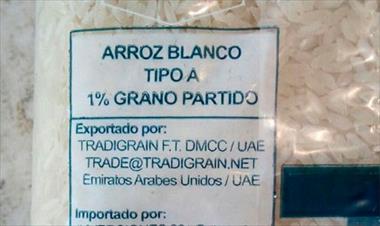 ARROZ BLANCO
TIPO A
1% GRANO PARTIDO
Exportado por:
TRADIGRAIN F.T. DMCC / UAE
TRADE@TRADIGRAIN.NET
Emiratos Arabes Unidos / UAE
Importado por: